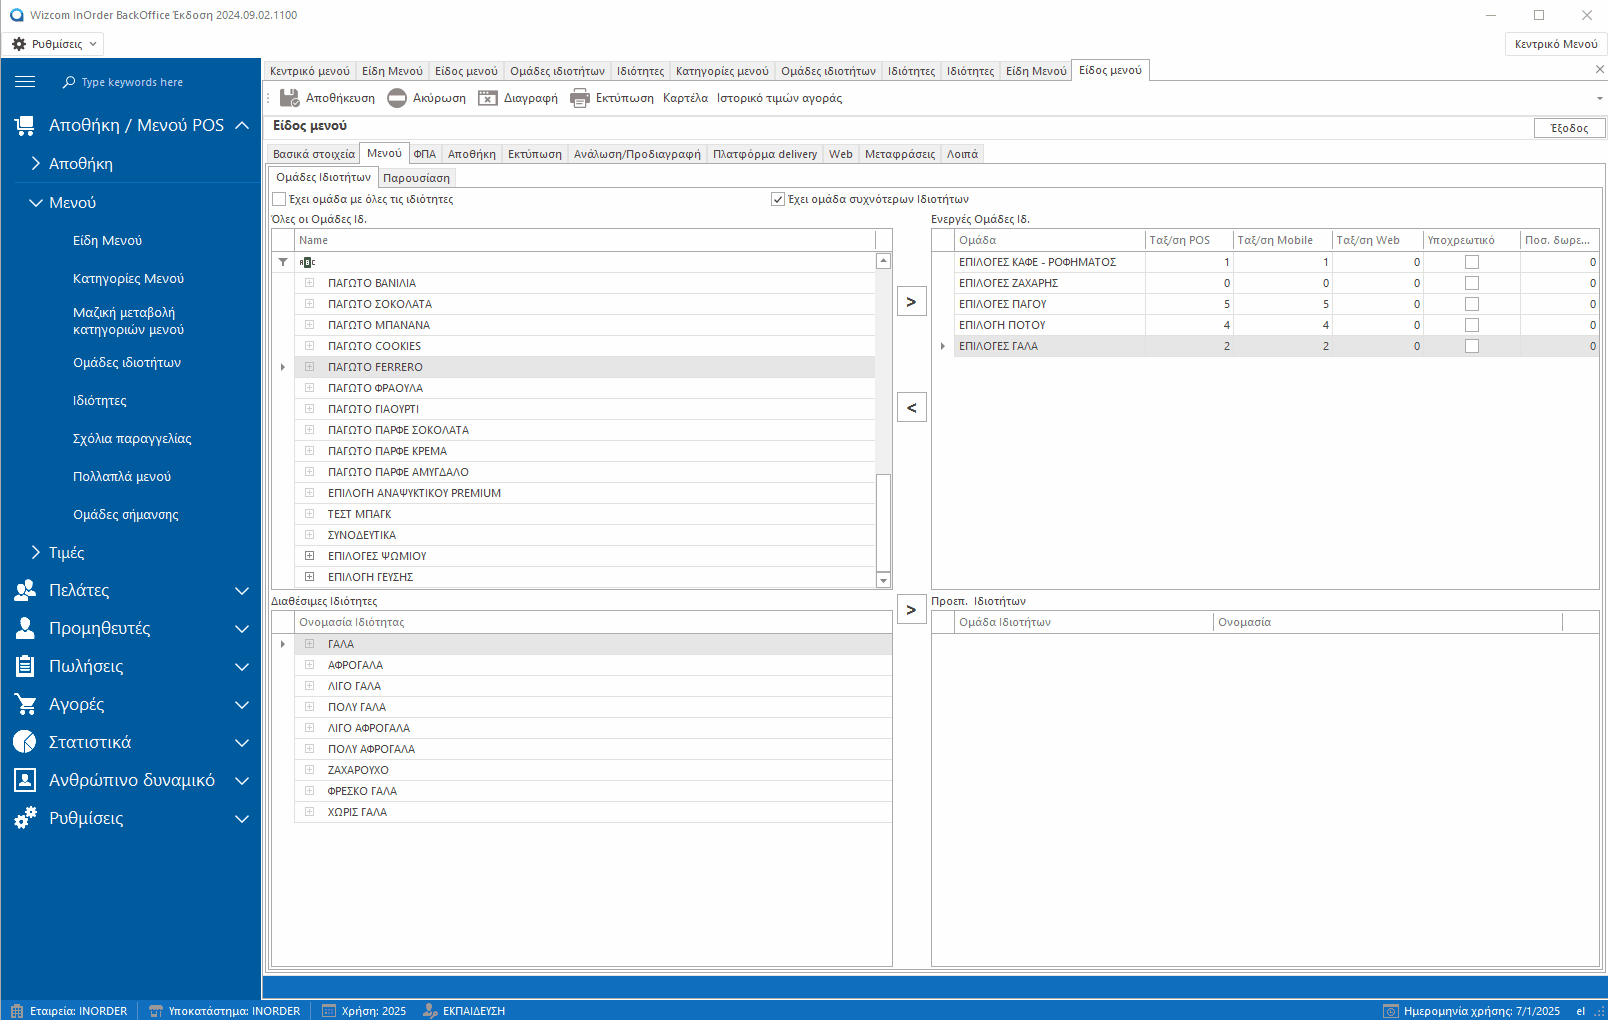 Wizcom InOrder BackOffice Έκδοση 2024.09.02.1100
Ρυθμίσεις
Κεντρικό Μενού
Type keywords here
Αποθήκη / Μενού POS
Αποθήκη
Μενού
Είδη Μενού
Κατηγορίες Μενού
Μαζική μεταβολή
κατηγοριών μενού
Ομάδες ιδιοτήτων
Ιδιότητες
Σχόλια παραγγελίας
Πολλαπλά μενού
Ομάδες σήμανσης
Τιμές
Πελάτες
Προμηθευτές
Πωλήσεις
Αγορές
Στατιστικά
Ανθρώπινο δυναμικό
Ρυθμίσεις
Κεντρικό μενού Είδη Μενού Είδος μενού Ομάδες ιδιοτήτων Ιδιότητες Κατηγορίες μενού Ομάδες ιδιοτήτων Ιδιότητες Ιδιότητες Είδη Μενού Είδος μενού
Αποθήκευση Ακύρωση Διαγραφή Εκτύπωση Καρτέλα Ιστορικό τιμών αγοράς
Είδος μενού
Έξοδος
Βασικά στοιχεία Μενού ΦΠΑ Αποθήκη Εκτύπωση Ανάλωση/Προδιαγραφή Πλατφόρμα delivery Web Μεταφράσεις Λοιπά
Ομάδες Ιδιοτήτων Παρουσίαση
Έχει ομάδα με όλες τις ιδιότητες
Έχει ομάδα συχνότερων Ιδιοτήτων
Όλες οι Ομάδες Ιδ.
Name
ΠΑΓΩΤΟ ΒΑΝΙΛΙΑ
ΠΑΓΩΤΟ ΣΟΚΟΛΑΤΑ
ΠΑΓΩΤΟ ΜΠΑΝΑΝΑ
ΠΑΓΩΤΟ COOKIES
ΠΑΓΩΤΟ FERRERO
ΠΑΓΩΤΟ ΦΡΑΟΥΛΑ
ΠΑΓΩΤΟ ΓΙΑΟΥΡΤΙ
ΠΑΓΩΤΟ ΠΑΡΦΕ ΣΟΚΟΛΑΤΑ
ΠΑΓΩΤΟ ΠΑΡΦΕ ΚΡΕΜΑ
ΠΑΓΩΤΟ ΠΑΡΦΕ ΑΜΥΓΔΑΛΟ
ΕΠΙΛΟΓΗ ΑΝΑΨΥΚΤΙΚΟΥ PREMIUM
ΤΕΣΤ ΜΠΑΓΚ
ΣΥΝΟΔΕΥΤΙΚΑ
ΕΠΙΛΟΓΕΣ ΨΩΜΙΟΥ
ΕΠΙΛΟΓΗ ΓΕΥΣΗΣ
>
<
>
Ενεργές Ομάδες Ιδ.
Ομάδα Ταξ/ση POS Ταξ/ση Mobile Ταξ/ση Web Υποχρεωτικό Ποσ. δωρε...
ΕΠΙΛΟΓΕΣ ΚΑΦΕ - ΡΟΦΗΜΑΤΟΣ 1 1 0 0
ΕΠΙΛΟΓΕΣ ΖΑΧΑΡΗΣ 0 0 0 0
ΕΠΙΛΟΓΕΣ ΠΑΓΟΥ 5 5 0 0
ΕΠΙΛΟΓΗ ΠΟΤΟΥ 4 4 0 0
ΕΠΙΛΟΓΕΣ ΓΑΛΑ 2 2 0 0
Διαθέσιμες Ιδιότητες
Ονομασία Ιδιότητας
ΓΑΛΑ
ΑΦΡΟΓΑΛΑ
ΛΙΓΟ ΓΑΛΑ
ΠΟΛΥ ΓΑΛΑ
ΛΙΓΟ ΑΦΡΟΓΑΛΑ
ΠΟΛΥ ΑΦΡΟΓΑΛΑ
ΖΑΧΑΡΟΥΧΟ
ΦΡΕΣΚΟ ΓΑΛΑ
ΧΩΡΙΣ ΓΑΛΑ
Προεπ. Ιδιοτήτων
Ομάδα Ιδιοτήτων Ονομασία
Εταιρεία: INORDER Υποκατάστημα: INORDER Χρήση: 2025 ΕΚΠΑΙΔΕΥΣΗ Ημερομηνία χρήσης: 7/1/2025 el